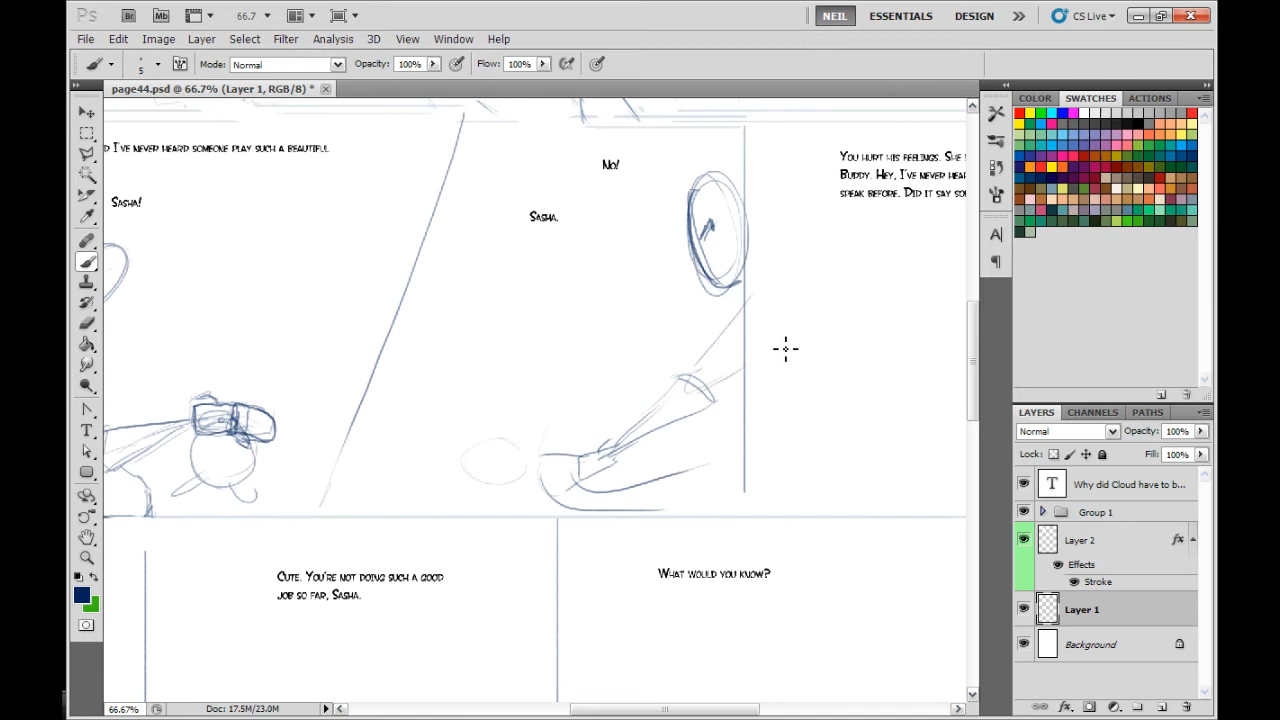 Ps Br Mb 66.7 NEIL ESSENTIALS DESIGN CS Live
File Edit Image Layer Select Filter Analysis 3D View Window Help
5 Mode: Normal Opacity: 100% Flow: 100%
page44.psd @ 66.7% (Layer 1, RGB/8) *
COLOR SWATCHES ACTIONS
D I'VE NEVER HEARD SOMEONE PLAY SUCH A BEAUTIFUL
SASHA!
NO!
SASHA.
YOU HURT HIS FEELINGS. SHE
BUDDY. HEY, I'VE NEVER HEAR
SPEAK BEFORE. DID IT SAY SO
CUTE. YOU'RE NOT DOING SUCH A GOOD
JOB SO FAR, SASHA.
WHAT WOULD YOU KNOW?
LAYERS CHANNELS PATHS
Normal Opacity: 100%
Lock: Fill: 100%
T Why did Cloud have to b...
Group 1
Layer 2 fx
Effects
Stroke
Layer 1
Background
66.67% Doc: 17.5M/23.0M